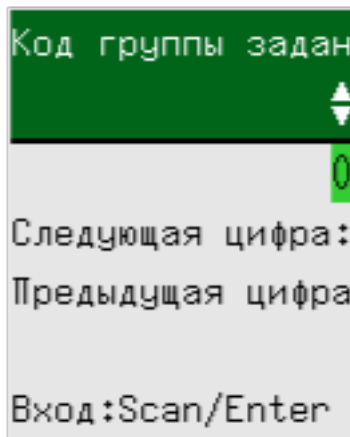 Код группы задан
0
Следующая цифра:
Предыдущая цифра
Вход:Scan/Enter